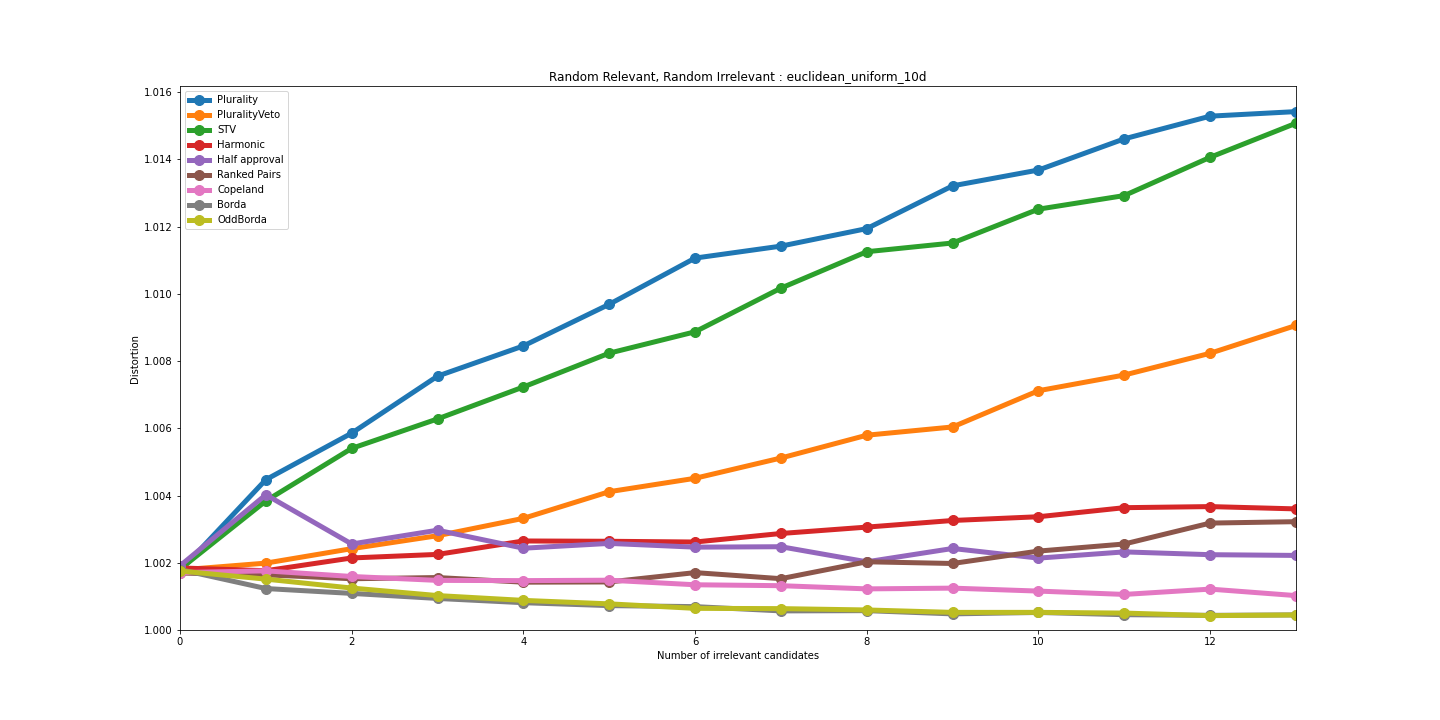 Random Relevant, Random Irrelevant : euclidean_uniform_10d
Plurality
PluralityVeto
STV
Harmonic
Half approval
Ranked Pairs
Copeland
Borda
OddBorda
1.016
1.014
1.012
1.010
1.008
1.006
1.004
1.002
1.000
Distortion
0 2 4 6 8 10 12
Number of irrelevant candidates